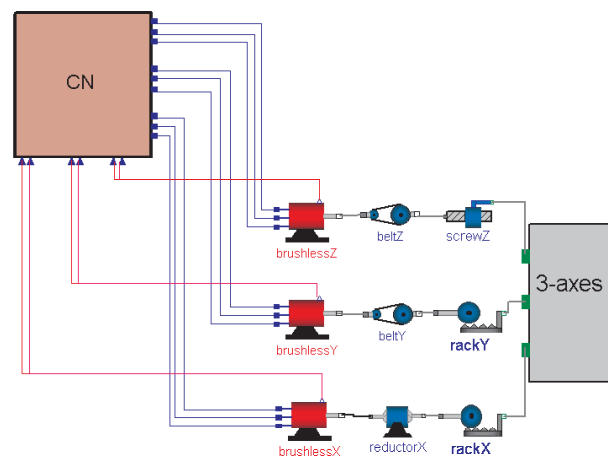 CN
brushlessZ
beltZ
screwZ
3-axes
brushlessY
beltY
rackY
brushlessX
reductorX
rackX